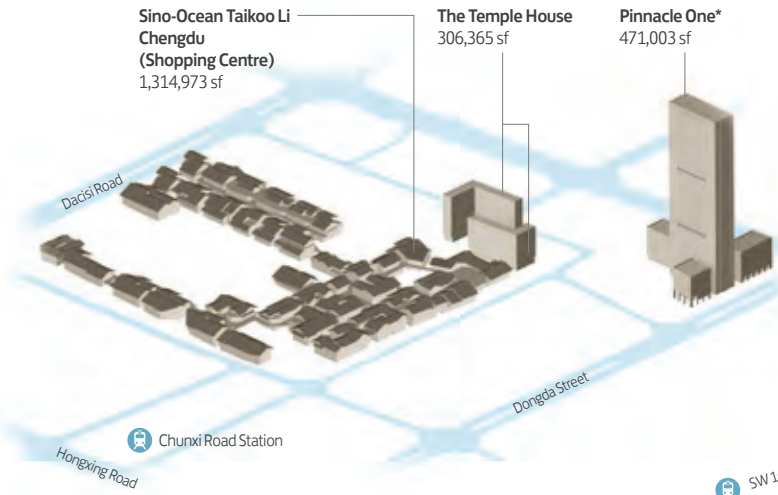 Sino-Ocean Taikoo Li
Chengdu
(Shopping Centre)
1,314,973 sf
The Temple House
306,365 sf
Pinnacle One*
471,003 sf
Dacisi Road
Dongda Street
Chunxi Road Station
Hongxing Road
SW1